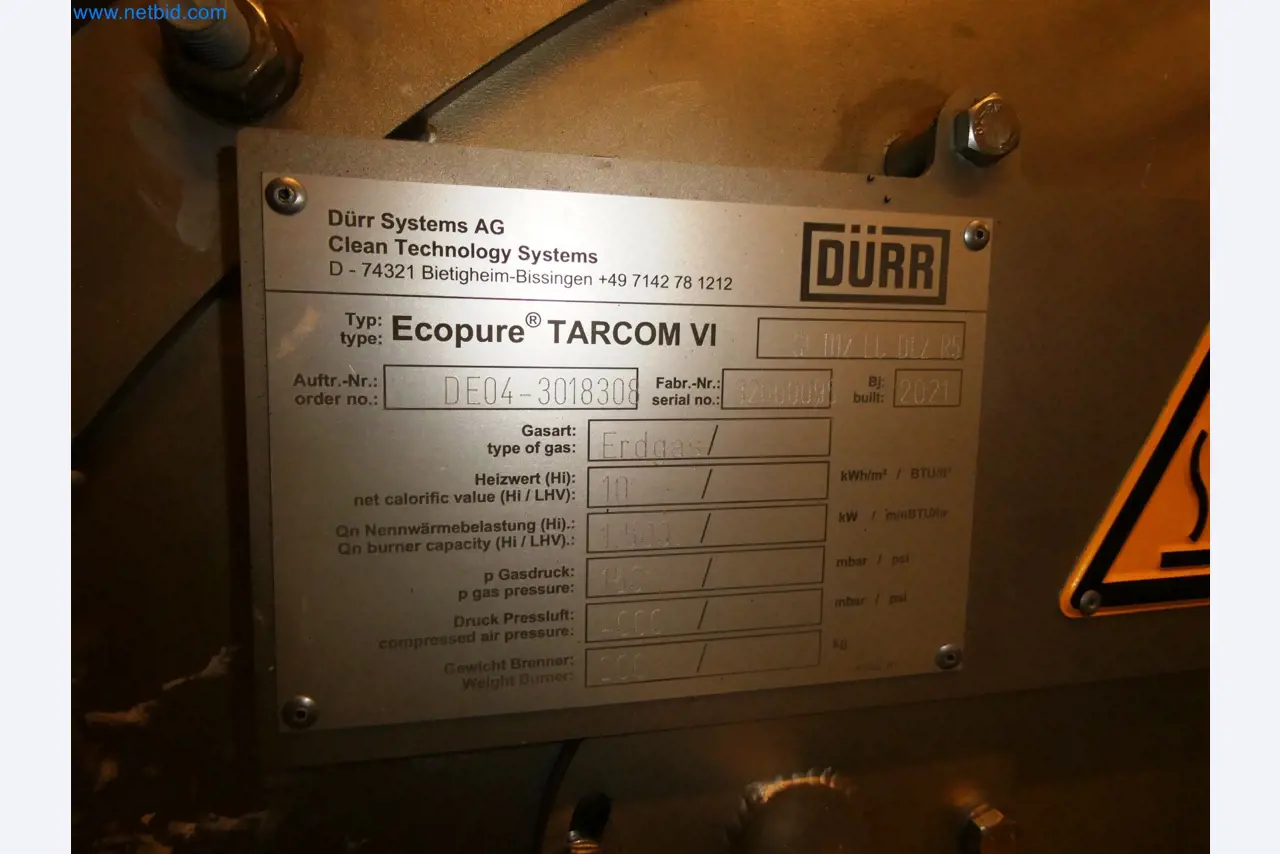 www.netbid.com
Dürr Systems AG
Clean Technology Systems
D - 74321 Bietigheim-Bissingen +49 7142 78 1212
DÜRR
Typ:
type:
Ecopure® TARCOM VI
R5
Auftr.-Nr.:
order no.:
DE04-3018308
Fabr.-Nr.:
serial no.:
Bj:
built:
2021
Gasart:
type of gas:
Erdgas /
Heizwert (Hi):
net calorific value (Hi / LHV):
10 /
kWh/m³ / BTU/ft³
Qn Nennwärmebelastung (Hi).:
Qn burner capacity (Hi / LHV).:
/
kW / mmBTU/hr
p Gasdruck:
p gas pressure:
/
mbar / psi
Druck Pressluft:
compressed air pressure:
/
mbar / psi
Gewicht Brenner:
Weight Burner:
/
kg